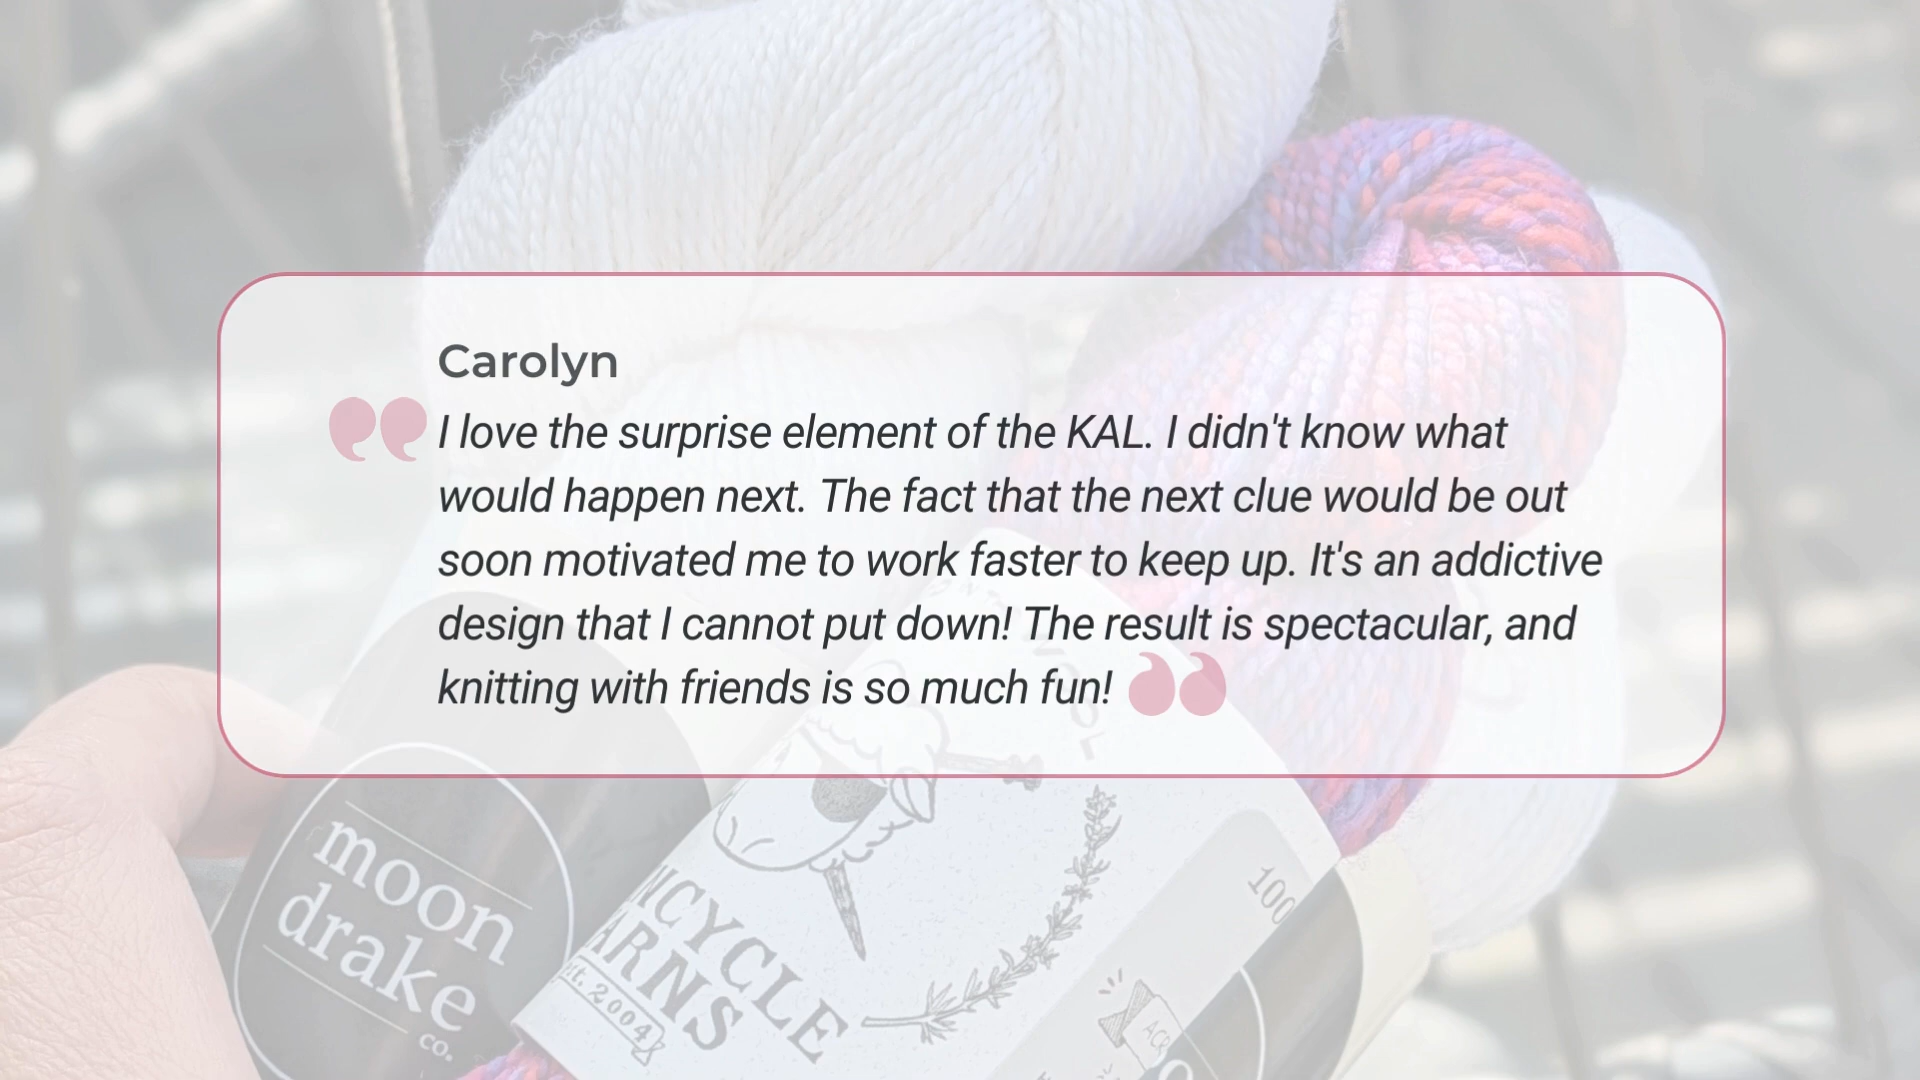 Carolyn
I love the surprise element of the KAL. I didn't know what
would happen next. The fact that the next clue would be out
soon motivated me to work faster to keep up. It's an addictive
design that I cannot put down! The result is spectacular, and
knitting with friends is so much fun!
moon
drake
co.
NCYCLE
ARNS
st. 2004
100